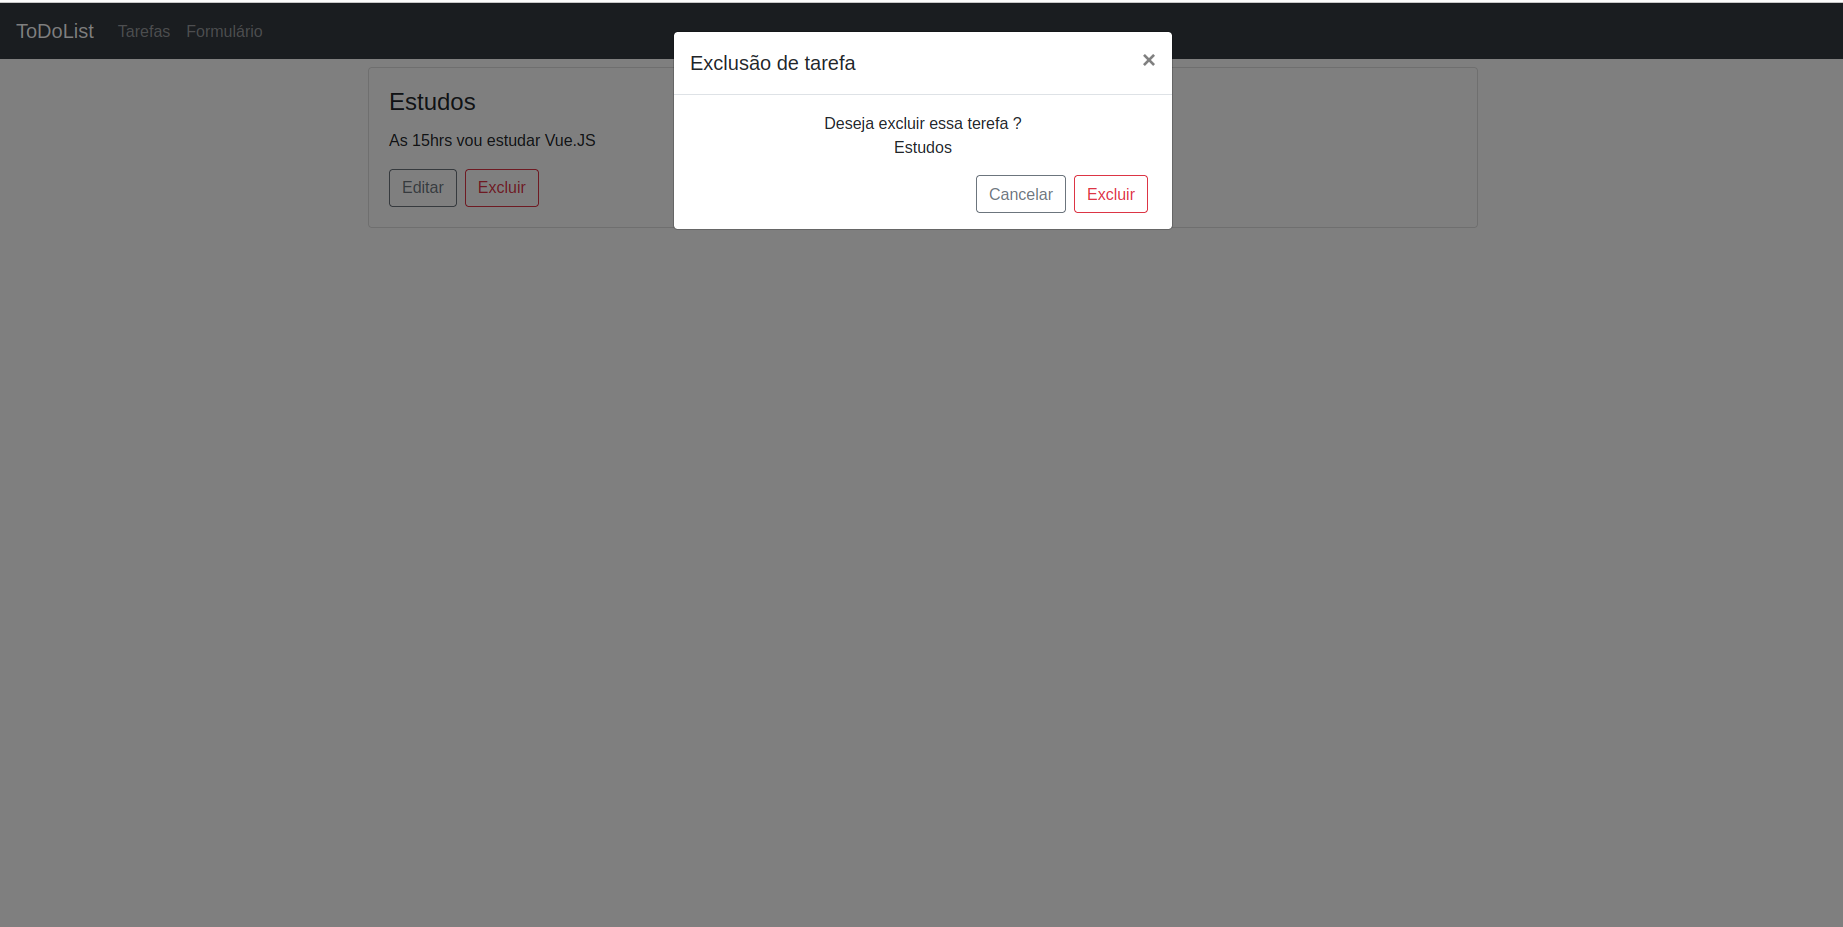 ToDoList Tarefas Formulário
Exclusão de tarefa ×
Deseja excluir essa terefa ?
Estudos
Cancelar Excluir
Estudos
As 15hrs vou estudar Vue.JS
Editar Excluir